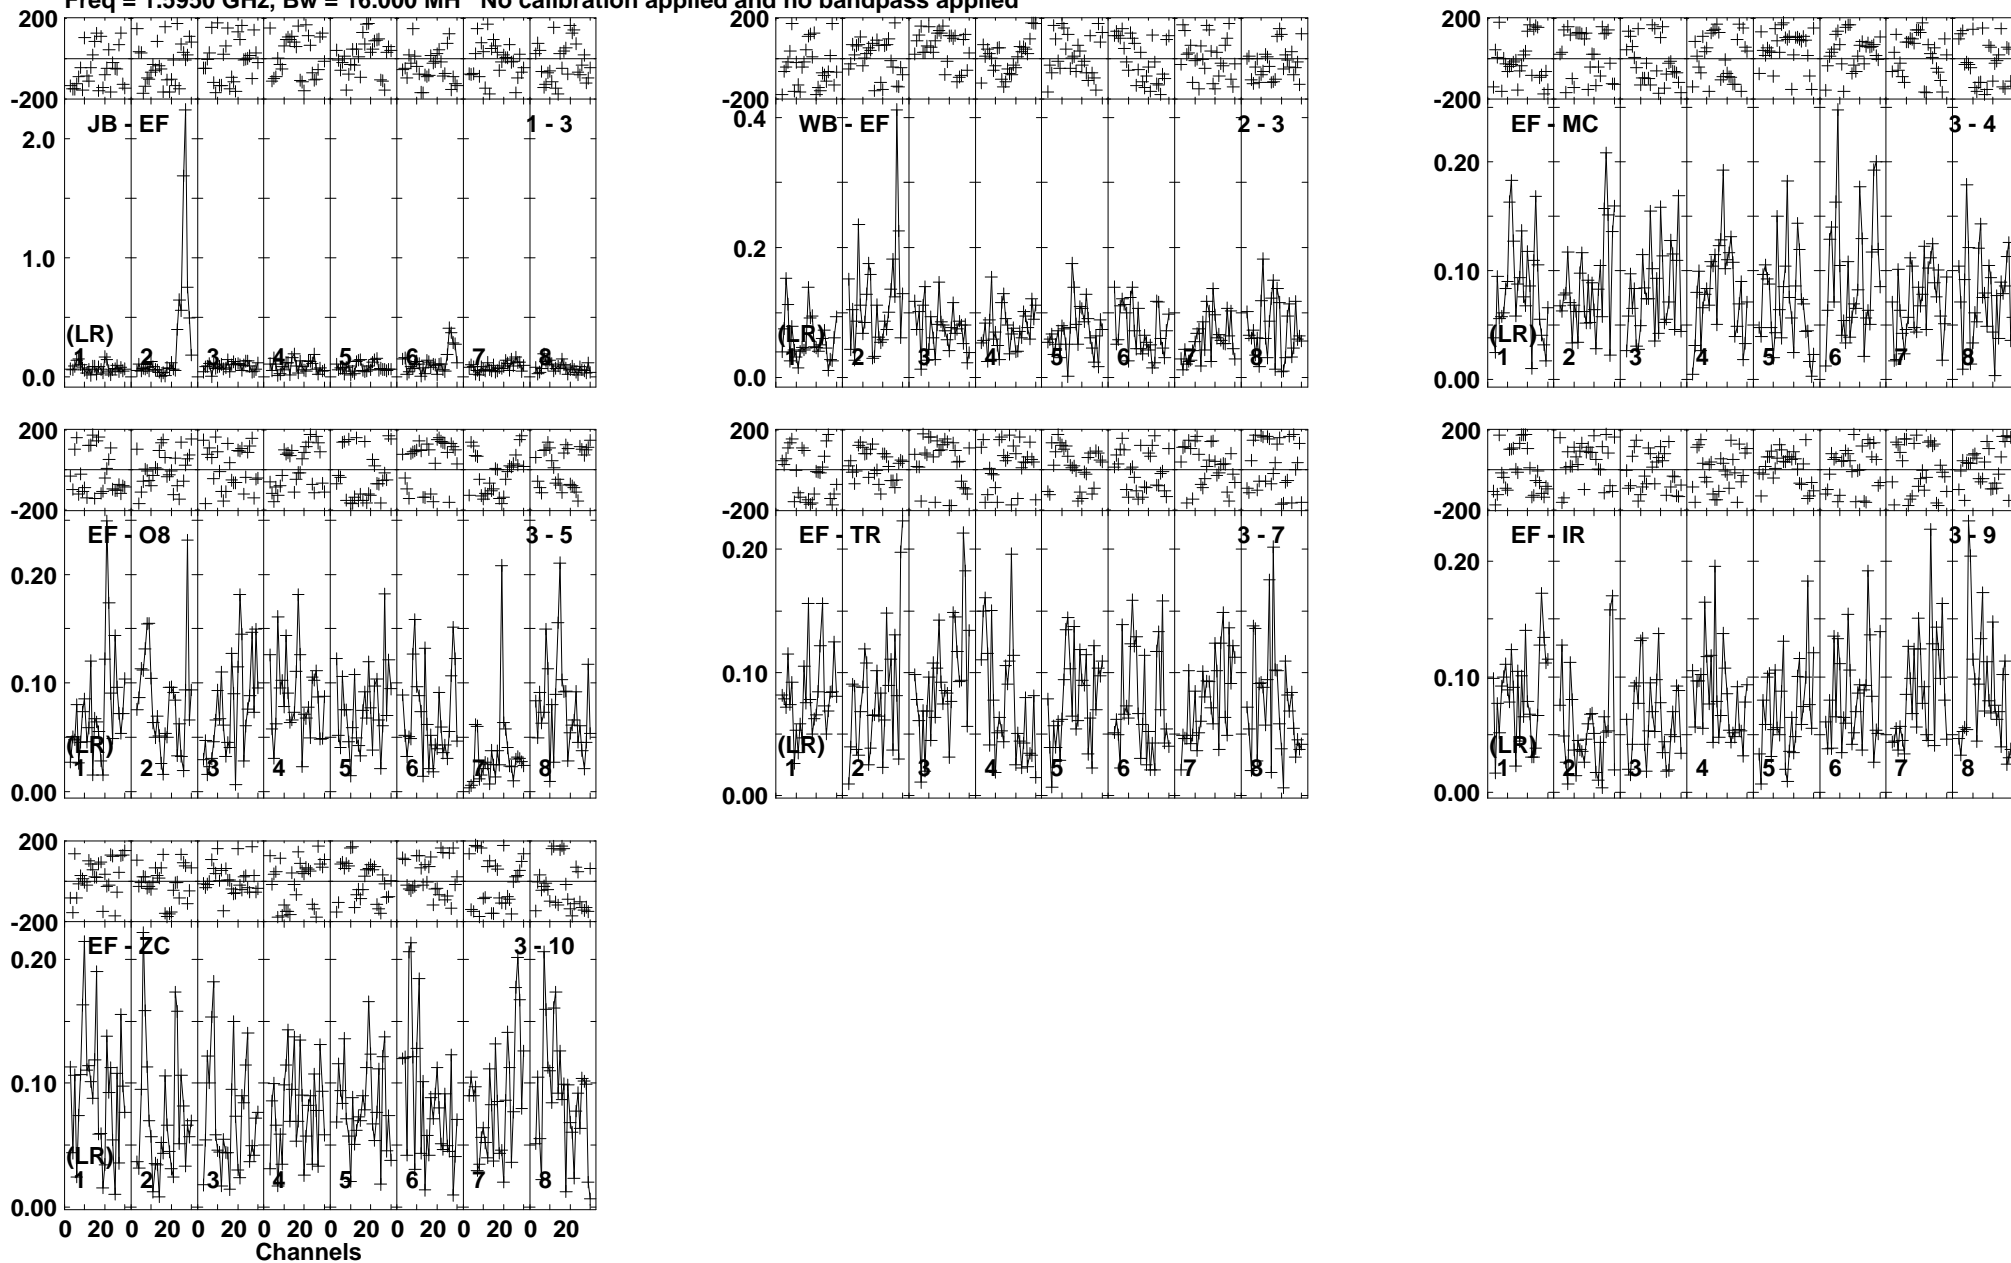 Freq = 1.5950 GHz, Bw = 16.000 MH No calibration applied and no bandpass applied
200
-200
JB - EF 1 - 3
2.0
1.0
0.0
(LR)
1 2 3 4 5 6 7 8
200
-200
WB - EF 2 - 3
0.4
0.2
0.0
(LR)
1 2 3 4 5 6 7 8
200
-200
EF - MC 3 - 4
0.20
0.10
0.00
(LR)
1 2 3 4 5 6 7 8
200
-200
EF - O8 3 - 5
0.20
0.10
0.00
(LR)
1 2 3 4 5 6 7 8
200
-200
EF - TR 3 - 7
0.20
0.10
0.00
(LR)
1 2 3 4 5 6 7 8
200
-200
EF - IR 3 - 9
0.20
0.10
0.00
(LR)
1 2 3 4 5 6 7 8
200
-200
EF - ZC 3 - 10
0.20
0.10
0.00
(LR)
1 2 3 4 5 6 7 8
0 20 0 20 0 20 0 20 0 20 0 20 0 20 0 20
Channels